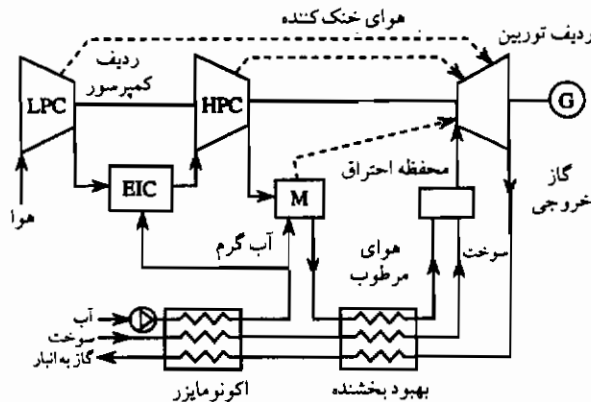 هوای خنک کننده
ردیف توربین
ردیف
کمپرسور
LPC
HPC
G
EIC
M
محفظه احتراق
گاز
خروجی
هوا
آب گرم
هوای
مرطوب
سوخت
آب
سوخت
گاز به انبار
اکونومایزر
بهبود بخشنده